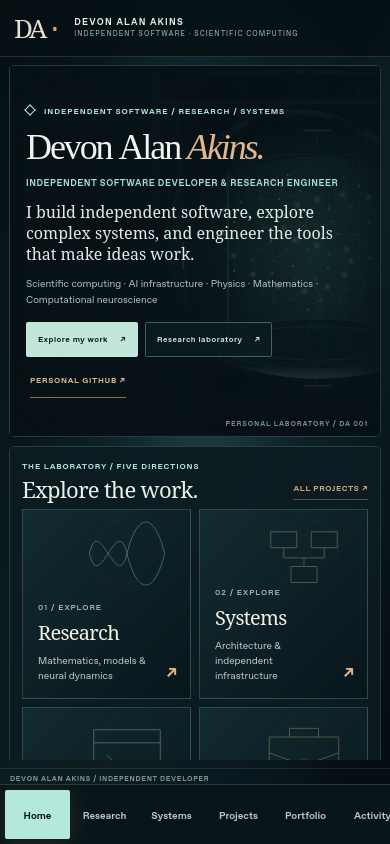 DA
DEVON ALAN AKINS
INDEPENDENT SOFTWARE · SCIENTIFIC COMPUTING
INDEPENDENT SOFTWARE / RESEARCH / SYSTEMS
Devon Alan Akins.
INDEPENDENT SOFTWARE DEVELOPER & RESEARCH ENGINEER
I build independent software, explore
complex systems, and engineer the tools
that make ideas work.
Scientific computing · AI infrastructure · Physics · Mathematics ·
Computational neuroscience
Explore my work ↗
Research laboratory ↗
PERSONAL GITHUB ↗
PERSONAL LABORATORY / DA 001
THE LABORATORY / FIVE DIRECTIONS
Explore the work.
ALL PROJECTS ↗
01 / EXPLORE
Research
Mathematics, models &
neural dynamics
↗
02 / EXPLORE
Systems
Architecture &
independent
infrastructure
↗
DEVON ALAN AKINS / INDEPENDENT DEVELOPER
Home
Research
Systems
Projects
Portfolio
Activity